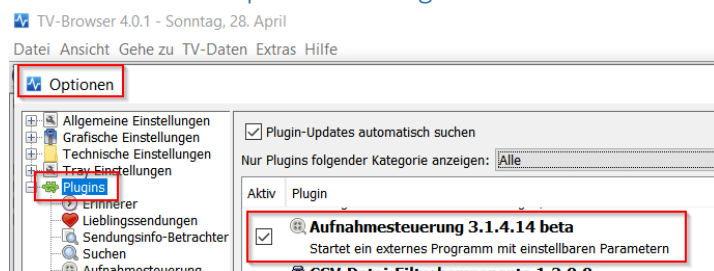 TV-Browser 4.0.1 - Sonntag, 28. April
Datei Ansicht Gehe zu TV-Daten Extras Hilfe
Optionen
Allgemeine Einstellungen
Grafische Einstellungen
Technische Einstellungen
Tray Einstellungen
Plugins
Erinnerer
Lieblingssendungen
Sendungsinfo-Betrachter
Suchen
Aufnahmesteuerung
Plugin-Updates automatisch suchen
Nur Plugins folgender Kategorie anzeigen: Alle
Aktiv Plugin
Aufnahmesteuerung 3.1.4.14 beta
Startet ein externes Programm mit einstellbaren Parametern